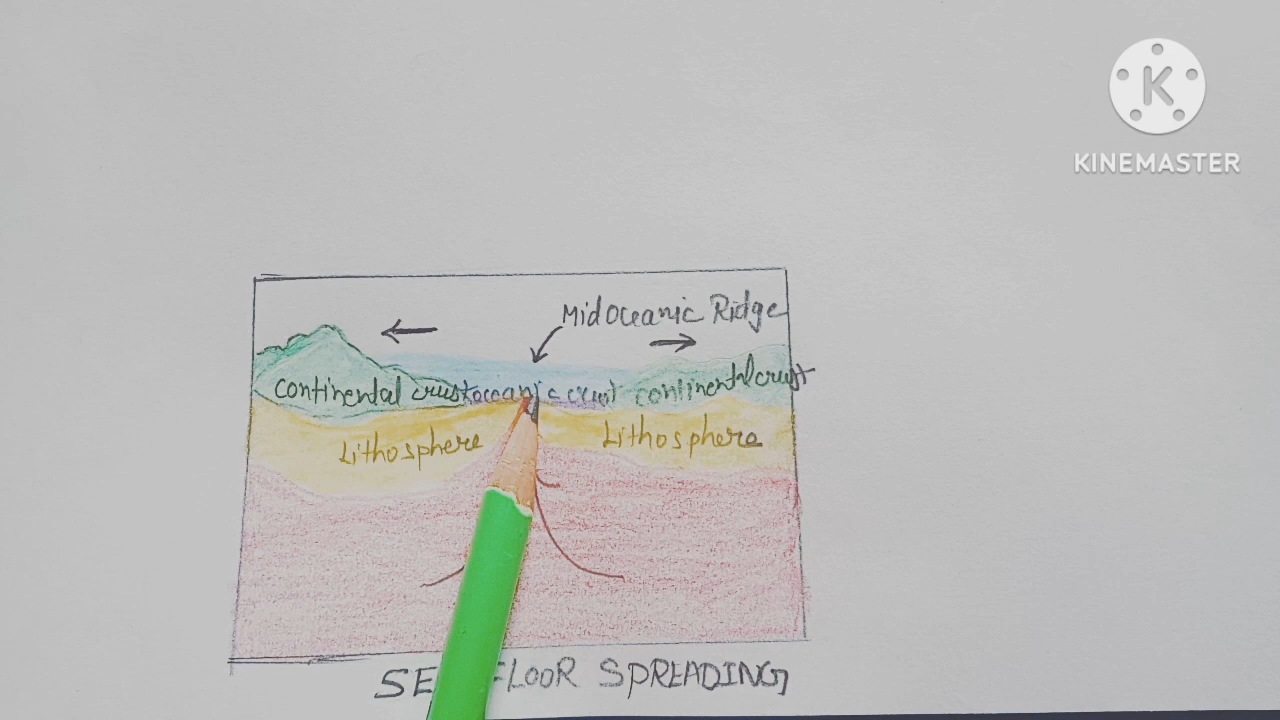 KINEMASTER
Midoceanic Ridge
continental crust oceanic crust continental crust
Lithosphere Lithosphere
SE FLOOR SPREADING